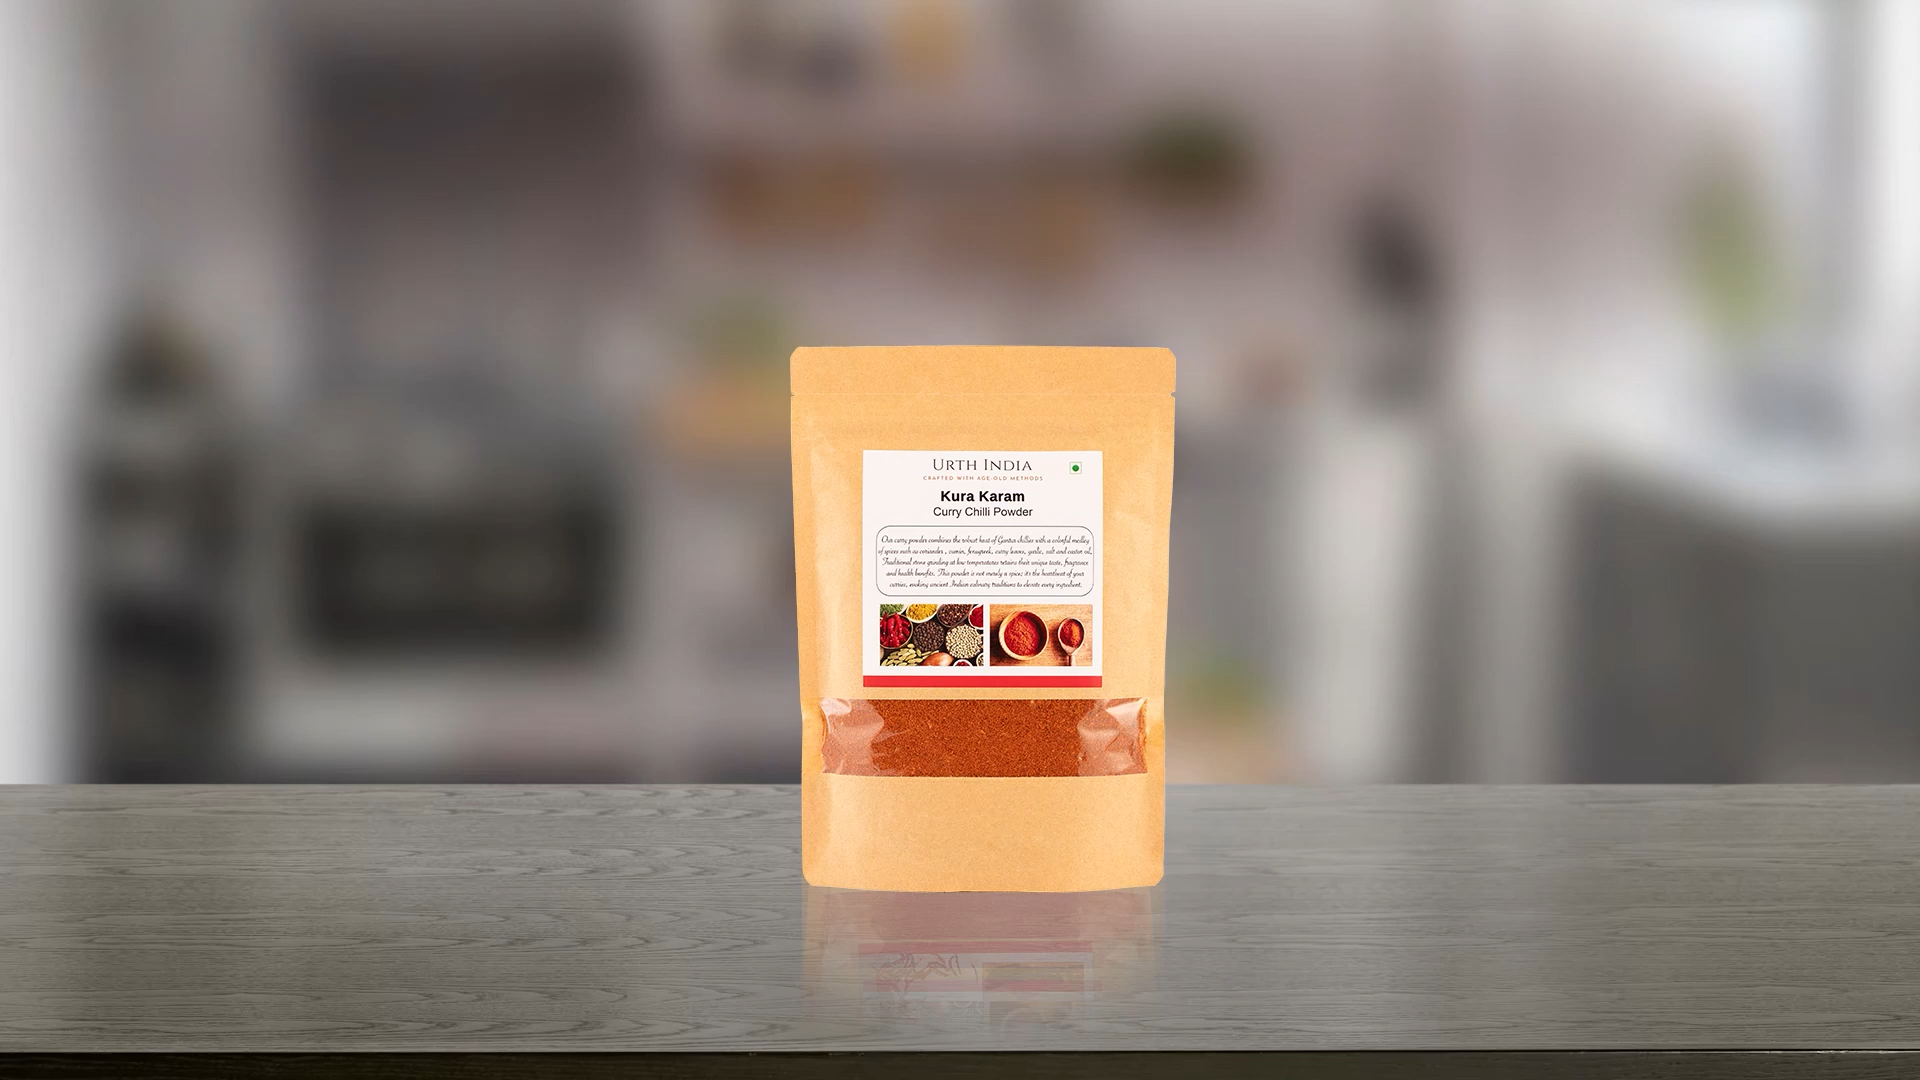 URTH INDIA
CRAFTED WITH AGE-OLD METHODS
Kura Karam
Curry Chilli Powder
Our curry powder combines the robust heat of Guntur chillies with a colorful medley
of spices such as coriander , cumin, fenugreek, curry leaves, garlic, salt and castor oil.
Traditional stone grinding at low temperatures retains their unique taste, fragrance
and health benefits. This powder is not merely a spice; its the heartbeat of your
curries, evoking ancient Indian culinary traditions to elevate every ingredient.